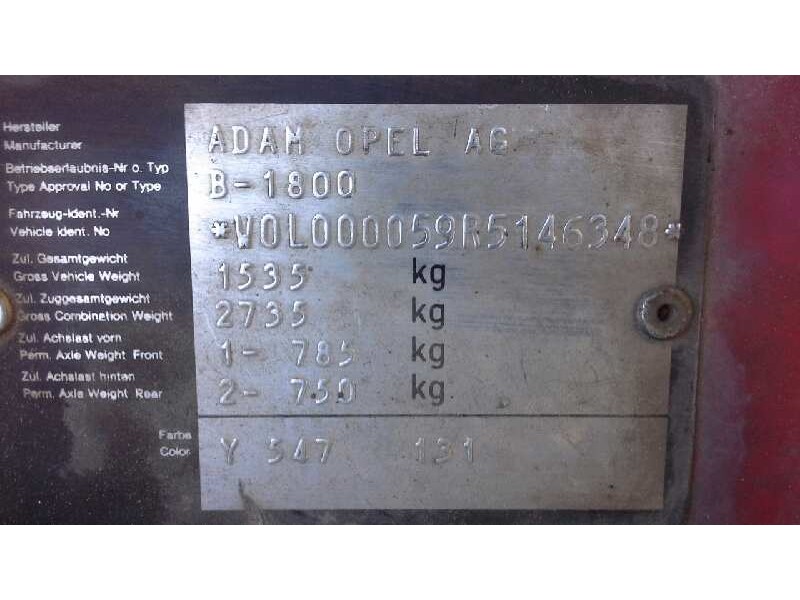 Hersteller
Manufacturer
ADAM OPEL AG
Betriebserlaubnis-Nr o. Typ
Type Approval No or Type
B-1800
Fahrzeug-Ident.-Nr
Vehicle Ident. No
*W0L000059R5146348*
Zul. Gesamtgewicht
Gross Vehicle Weight
1535 kg
Zul. Zuggesamtgewicht
Gross Combination Weight
2735 kg
Zul. Achslast vorn
Perm. Axle Weight Front
1- 785 kg
Zul. Achslast hinten
Perm. Axle Weight Rear
2- 750 kg
Farbe
Color
Y 547 131